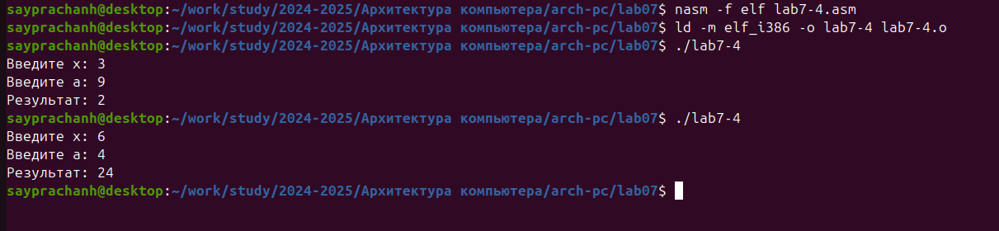 sayprachanh@desktop:~/work/study/2024-2025/Архитектура компьютера/arch-pc/lab07$ nasm -f elf lab7-4.asm
sayprachanh@desktop:~/work/study/2024-2025/Архитектура компьютера/arch-pc/lab07$ ld -m elf_i386 -o lab7-4 lab7-4.o
sayprachanh@desktop:~/work/study/2024-2025/Архитектура компьютера/arch-pc/lab07$ ./lab7-4
Введите x: 3
Введите a: 9
Результат: 2
sayprachanh@desktop:~/work/study/2024-2025/Архитектура компьютера/arch-pc/lab07$ ./lab7-4
Введите x: 6
Введите a: 4
Результат: 24
sayprachanh@desktop:~/work/study/2024-2025/Архитектура компьютера/arch-pc/lab07$